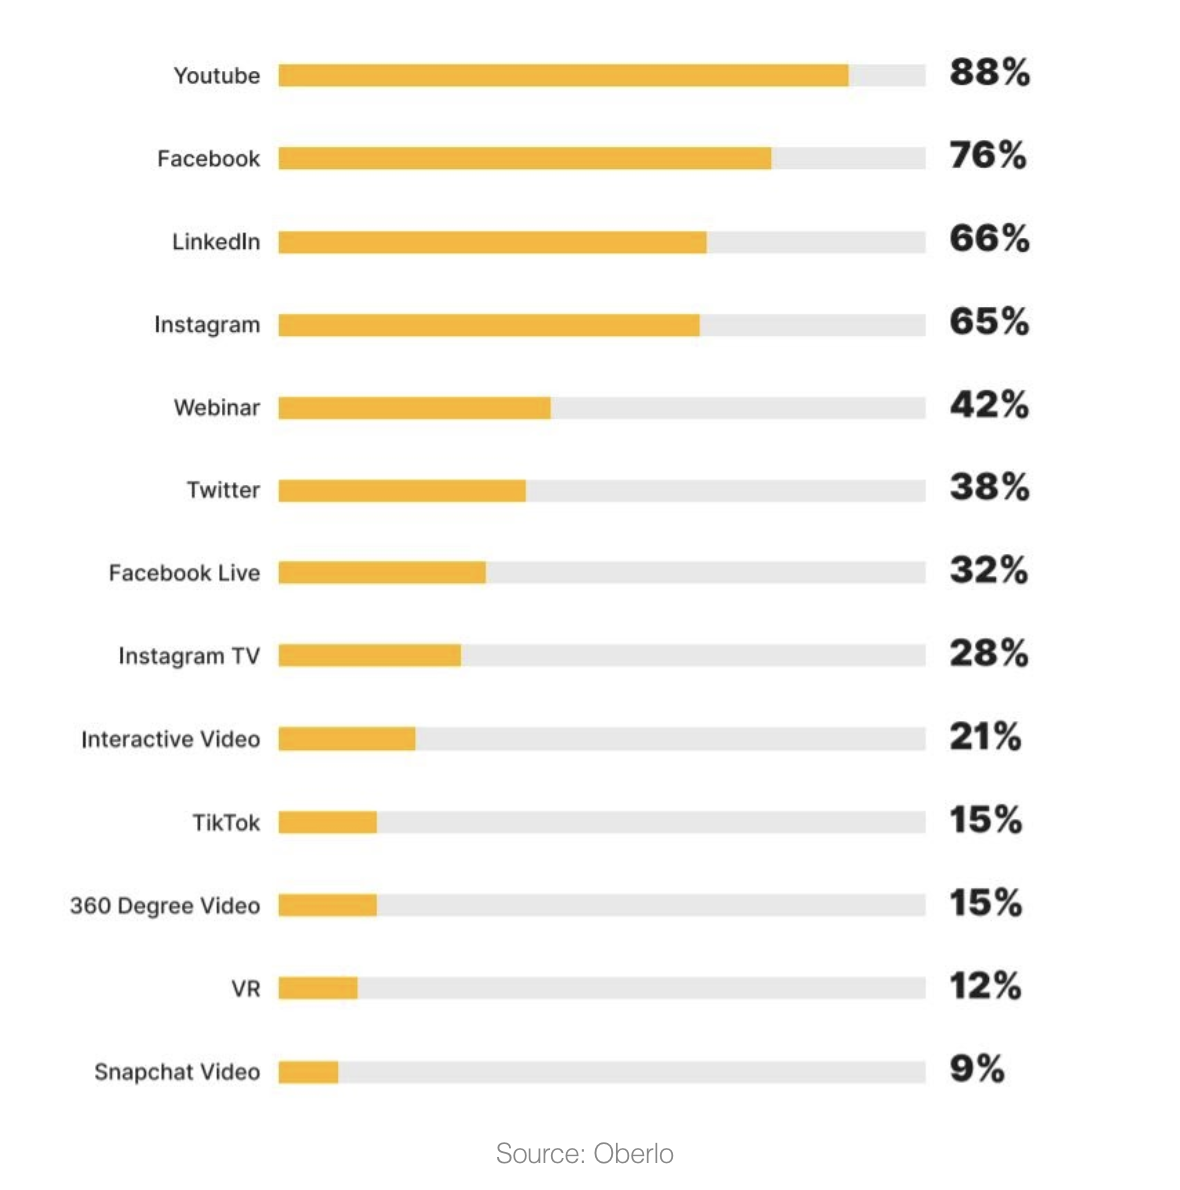 Youtube 88%
Facebook 76%
LinkedIn 66%
Instagram 65%
Webinar 42%
Twitter 38%
Facebook Live 32%
Instagram TV 28%
Interactive Video 21%
TikTok 15%
360 Degree Video 15%
VR 12%
Snapchat Video 9%
Source: Oberlo